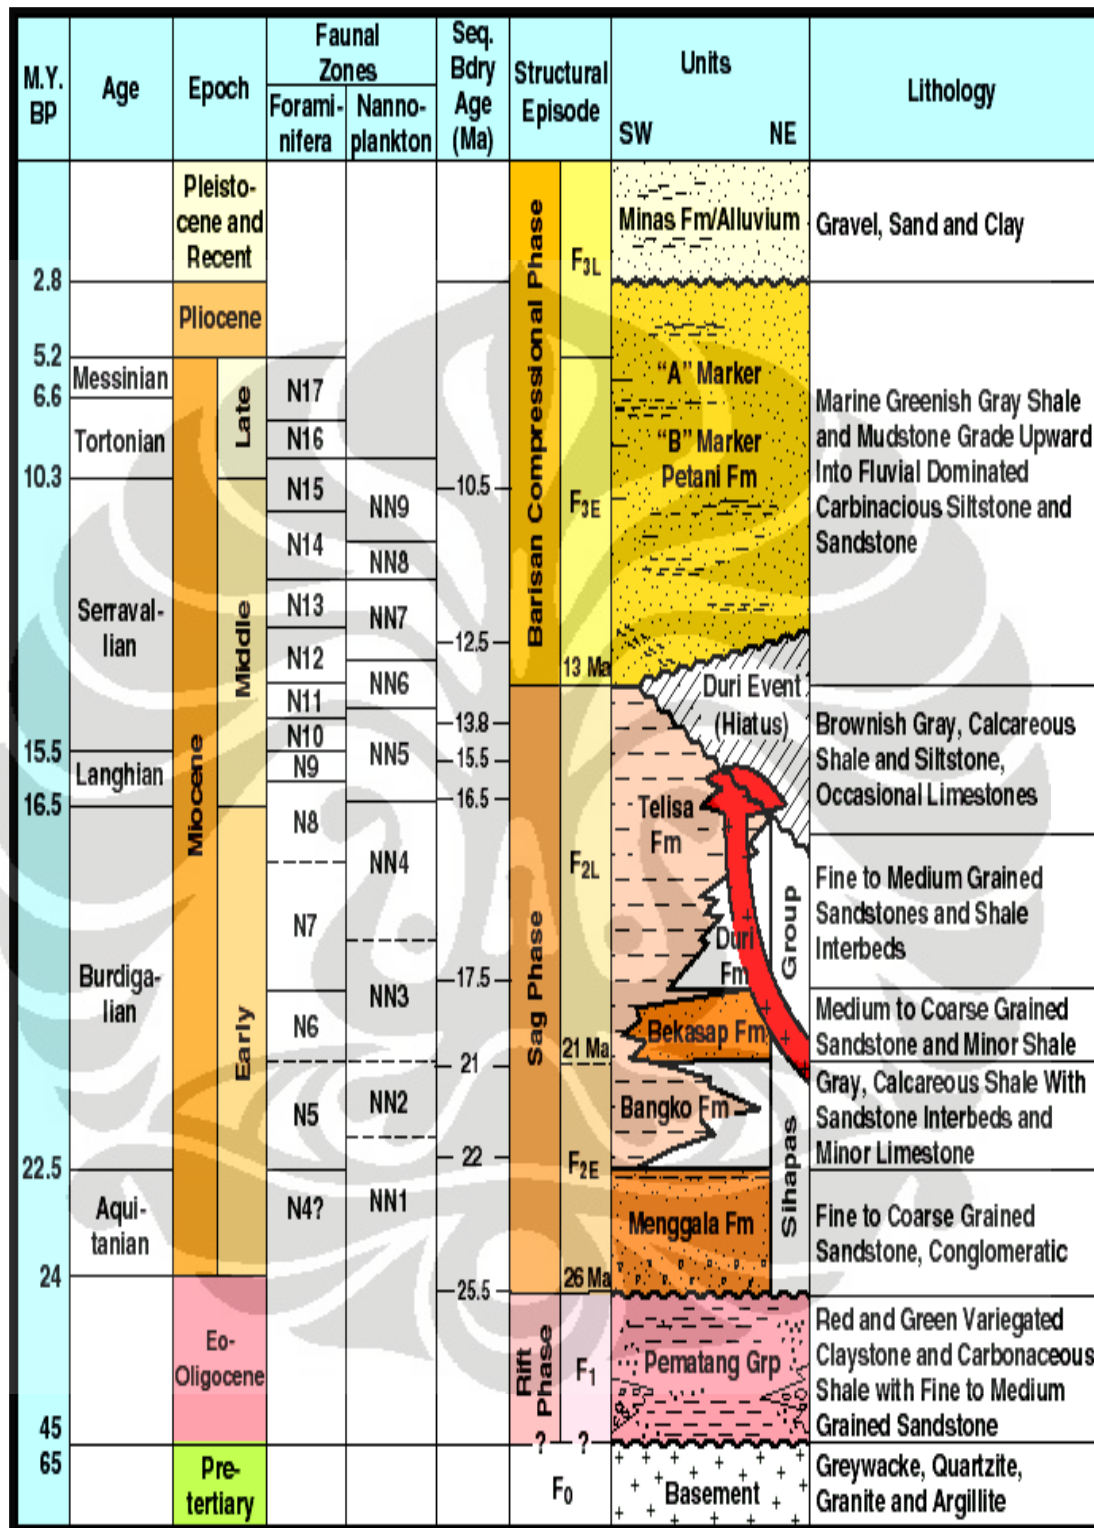 M.Y.
BP
Age
Epoch
Faunal
Zones
Forami-
nifera
Nanno-
plankton
Seq.
Bdry
Age
(Ma)
Structural
Episode
Units
SW NE
Lithology
2.8
5.2
6.6
10.3
15.5
16.5
22.5
24
45
65
Messinian
Tortonian
Serraval-
lian
Langhian
Burdiga-
lian
Aqui-
tanian
Pleisto-
cene and
Recent
Pliocene
Miocene
Late
Middle
Early
Eo-
Oligocene
Pre-
tertiary
N17
N16
N15
N14
N13
N12
N11
N10
N9
N8
N7
N6
N5
N4?
NN9
NN8
NN7
NN6
NN5
NN4
NN3
NN2
NN1
10.5
12.5
13.8
15.5
16.5
17.5
21
22
25.5
Barisan Compressional Phase
Sag Phase
Rift
Phase
?
F3L
F3E
13 Ma
F2L
21 Ma
F2E
26 Ma
F1
?
F0
Minas Fm/Alluvium
"A" Marker
"B" Marker
Petani Fm
Duri Event
(Hiatus)
Telisa
Fm
Duri
Fm
Bekasap Fm
Bangko Fm
Menggala Fm
Sihapas Group
Pematang Grp
Basement
Gravel, Sand and Clay
Marine Greenish Gray Shale
and Mudstone Grade Upward
Into Fluvial Dominated
Carbinacious Siltstone and
Sandstone
Brownish Gray, Calcareous
Shale and Siltstone,
Occasional Limestones
Fine to Medium Grained
Sandstones and Shale
Interbeds
Medium to Coarse Grained
Sandstone and Minor Shale
Gray, Calcareous Shale With
Sandstone Interbeds and
Minor Limestone
Fine to Coarse Grained
Sandstone, Conglomeratic
Red and Green Variegated
Claystone and Carbonaceous
Shale with Fine to Medium
Grained Sandstone
Greywacke, Quartzite,
Granite and Argillite